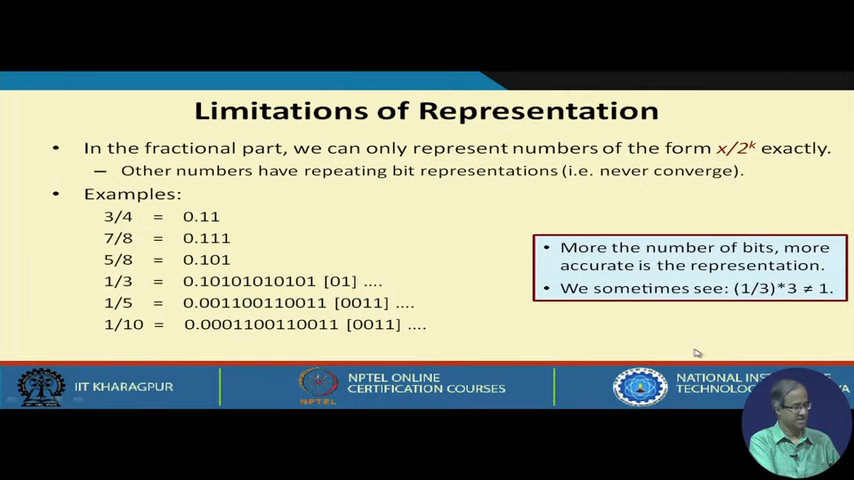 Limitations of Representation
• In the fractional part, we can only represent numbers of the form x/2ᵏ exactly.
– Other numbers have repeating bit representations (i.e. never converge).
• Examples:
3/4 = 0.11
7/8 = 0.111
5/8 = 0.101
1/3 = 0.10101010101 [01] ....
1/5 = 0.001100110011 [0011] ....
1/10 = 0.0001100110011 [0011] ....
• More the number of bits, more
accurate is the representation.
• We sometimes see: (1/3)*3 ≠ 1.
IIT KHARAGPUR
NPTEL
NPTEL ONLINE
CERTIFICATION COURSES
NATIONAL